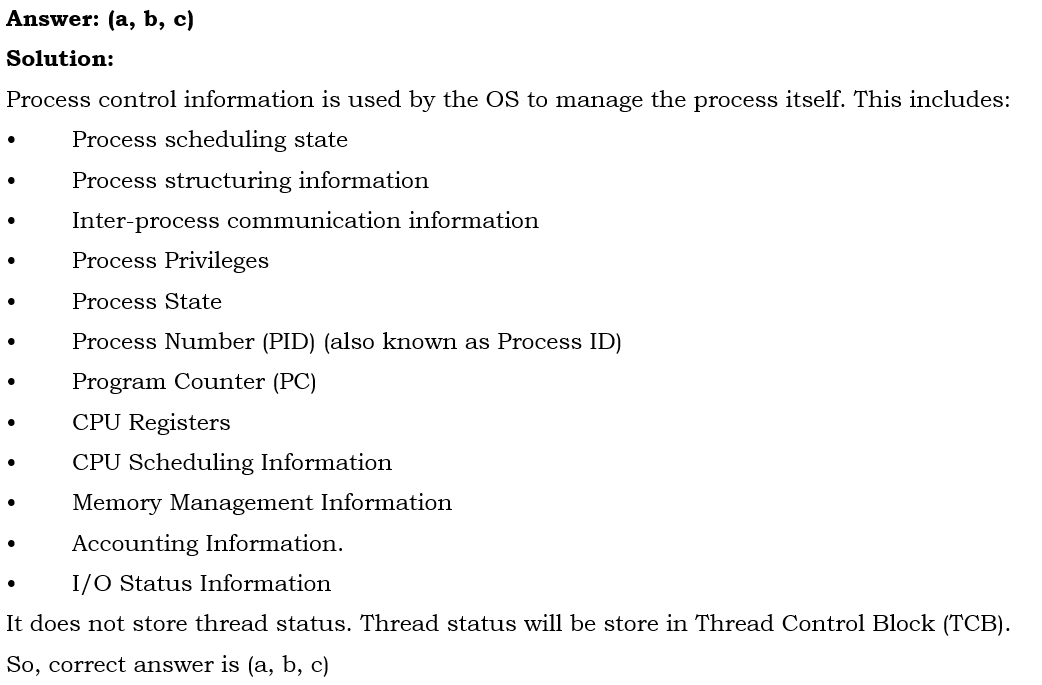 Answer: (a, b, c)
Solution:
Process control information is used by the OS to manage the process itself. This includes:
• Process scheduling state
• Process structuring information
• Inter-process communication information
• Process Privileges
• Process State
• Process Number (PID) (also known as Process ID)
• Program Counter (PC)
• CPU Registers
• CPU Scheduling Information
• Memory Management Information
• Accounting Information.
• I/O Status Information
It does not store thread status. Thread status will be store in Thread Control Block (TCB).
So, correct answer is (a, b, c)